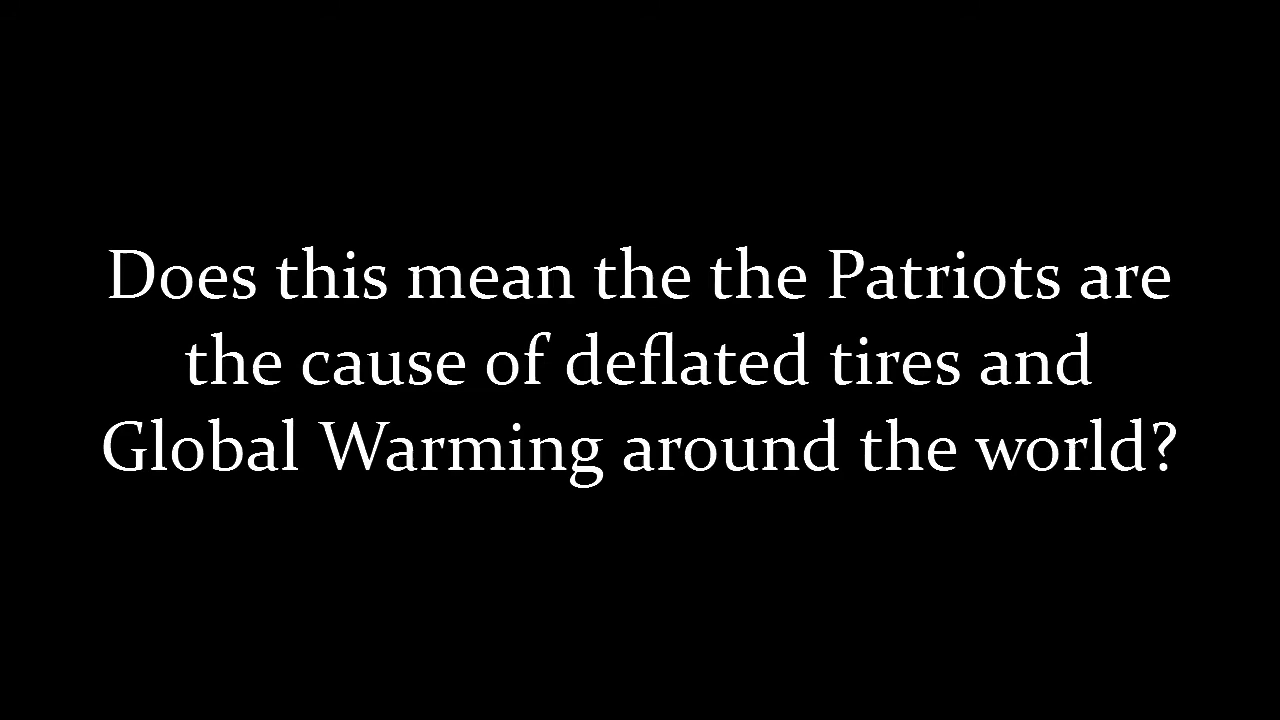 Does this mean the the Patriots are
the cause of deflated tires and
Global Warming around the world?